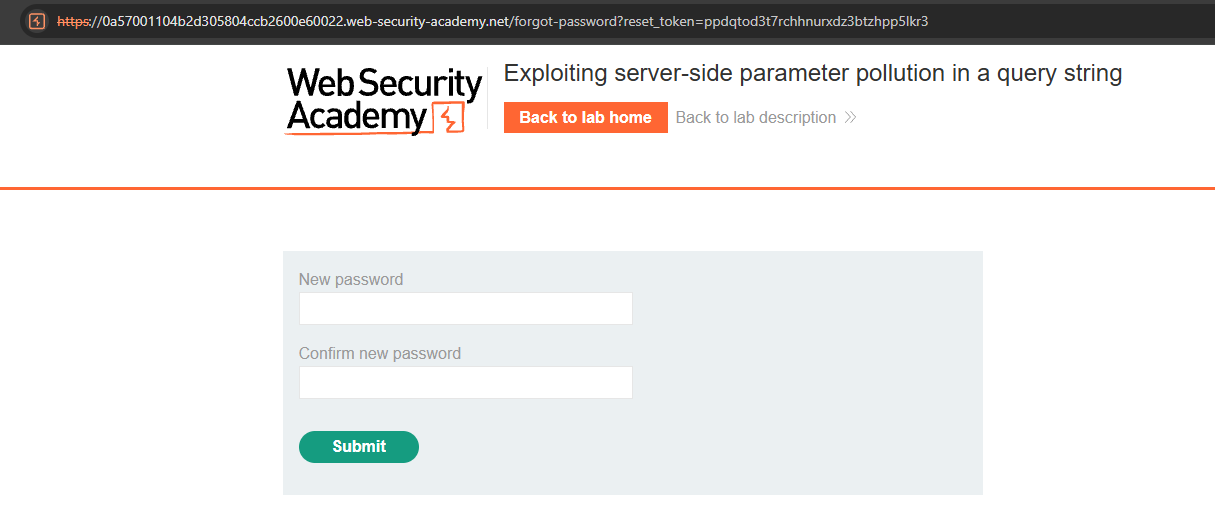 https://0a57001104b2d305804ccb2600e60022.web-security-academy.net/forgot-password?reset_token=ppdqtod3t7rchhnurxdz3btzhpp5lkr3
Web Security
Academy
Exploiting server-side parameter pollution in a query string
Back to lab home
Back to lab description
New password
Confirm new password
Submit